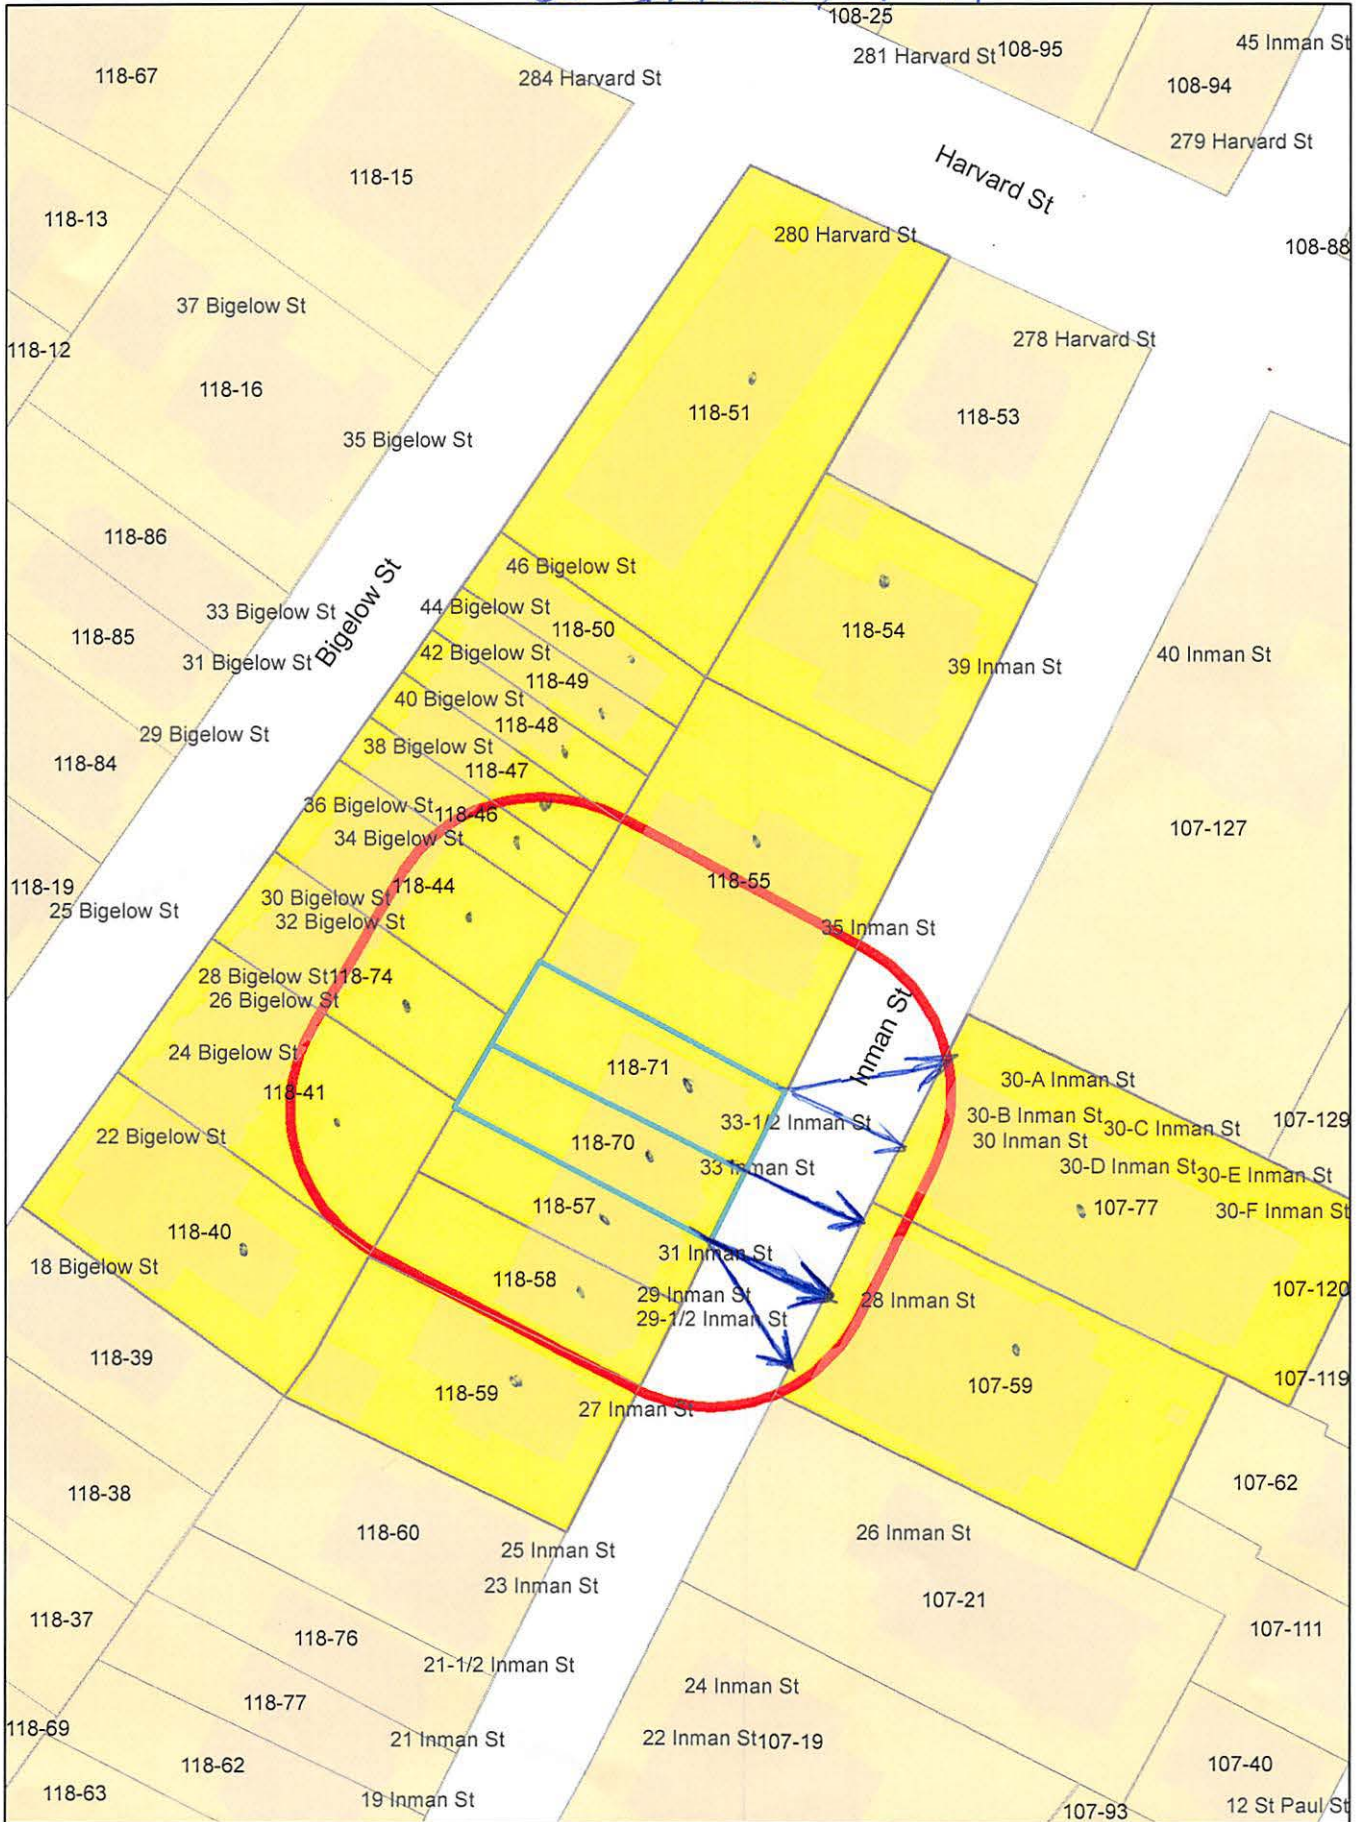 108-25
281 Harvard St
108-95
45 Inman St
118-67
284 Harvard St
108-94
279 Harvard St
Harvard St
118-15
118-13
280 Harvard St
108-88
37 Bigelow St
118-12
278 Harvard St
118-16
118-51
118-53
35 Bigelow St
118-86
46 Bigelow St
Bigelow St
33 Bigelow St
44 Bigelow St
118-50
118-54
118-85
31 Bigelow St
42 Bigelow St
118-49
39 Inman St
40 Inman St
40 Bigelow St
118-48
29 Bigelow St
38 Bigelow St
118-84
118-47
36 Bigelow St
118-46
107-127
34 Bigelow St
118-19
118-44
118-55
30 Bigelow St
25 Bigelow St
32 Bigelow St
35 Inman St
28 Bigelow St
118-74
26 Bigelow St
Inman St
24 Bigelow St
118-71
118-41
30-A Inman St
33-1/2 Inman St
30-B Inman St
30-C Inman St
107-129
22 Bigelow St
118-70
30 Inman St
33 Inman St
30-D Inman St
30-E Inman St
118-57
107-77
30-F Inman St
118-40
31 Inman St
18 Bigelow St
118-58
29 Inman St
28 Inman St
107-120
29-1/2 Inman St
118-39
118-59
107-59
107-119
27 Inman St
118-38
107-62
118-60
26 Inman St
25 Inman St
23 Inman St
118-37
107-21
118-76
107-111
21-1/2 Inman St
24 Inman St
118-77
118-69
21 Inman St
22 Inman St
107-19
118-62
107-40
118-63
19 Inman St
107-93
12 St Paul St